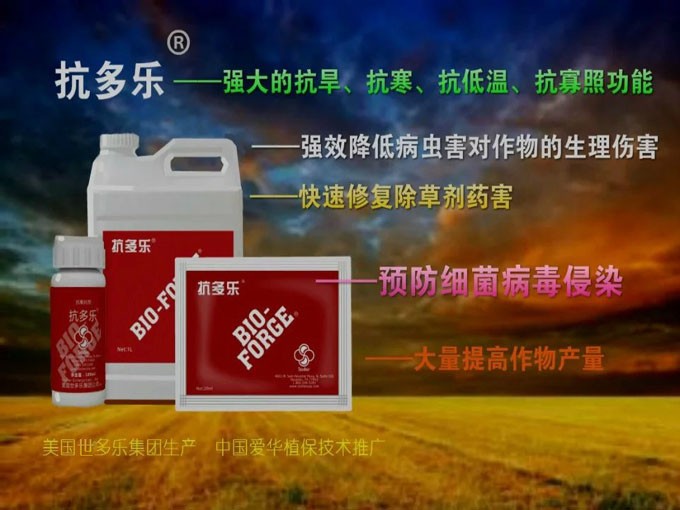 抗多乐®
——强大的抗旱、抗寒、抗低温、抗寡照功能
——强效降低病虫害对作物的生理伤害
——快速修复除草剂药害
——预防细菌病毒侵染
——大量提高作物产量
抗多乐®
BIO-FORGE®
Net:1L
抗多乐®
BIO-
FORGE®
抗多乐®
BIO-
FORGE
美国世多乐集团生产 中国爱华植保技术推广